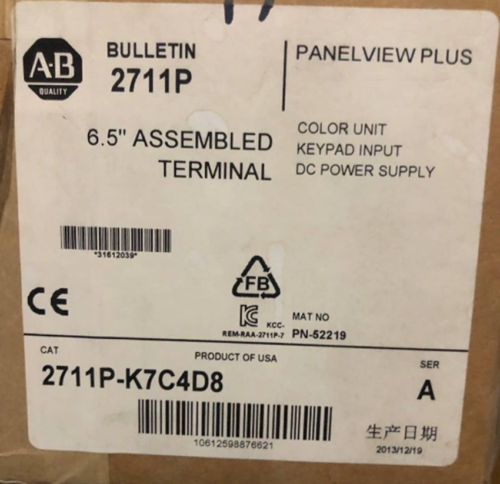 A-B
QUALITY
BULLETIN
2711P
PANELVIEW PLUS
6.5" ASSEMBLED
TERMINAL
COLOR UNIT
KEYPAD INPUT
DC POWER SUPPLY
*31612039*
FB
CE
KC
KCC-
REM-RAA-2711P-7
MAT NO
PN-52219
CAT
PRODUCT OF USA
SER
2711P-K7C4D8
A
10612598876621
生产日期
2013/12/19